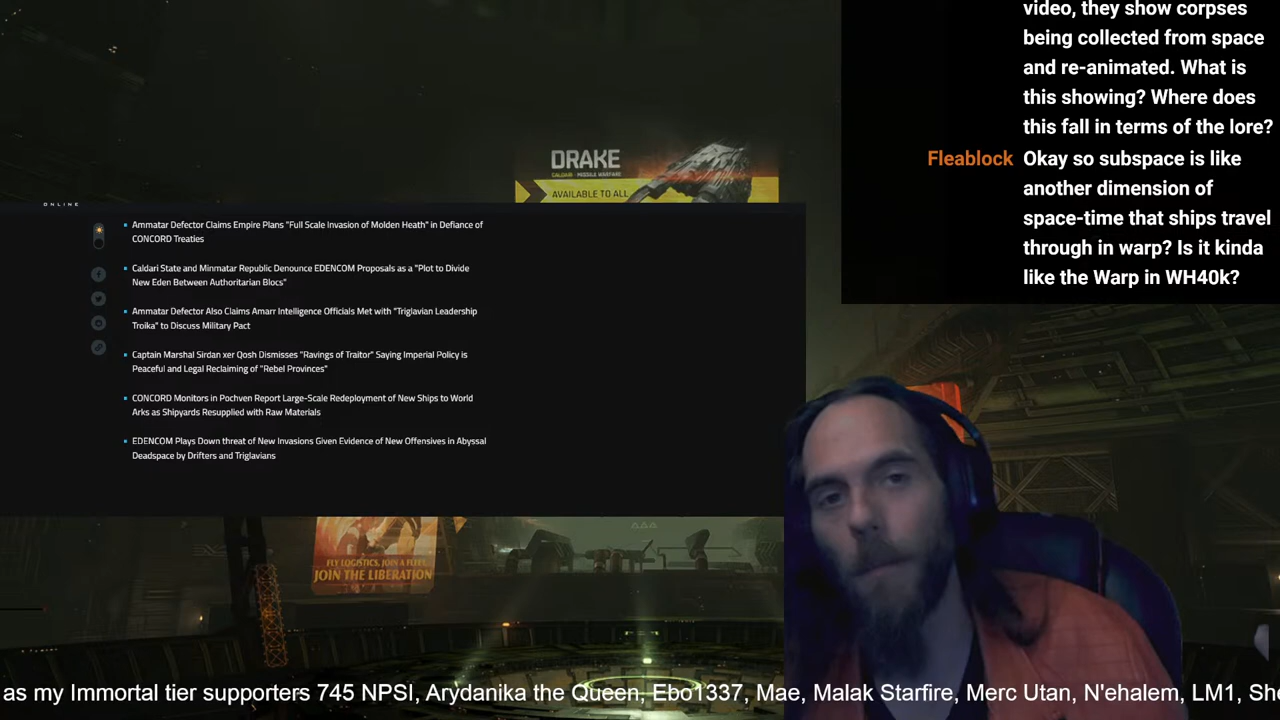 video, they show corpses
being collected from space
and re-animated. What is
this showing? Where does
this fall in terms of the lore?
Fleablock Okay so subspace is like
another dimension of
space-time that ships travel
through in warp? Is it kinda
like the Warp in WH40k?
DRAKE
CALDARI - MISSILE WARFARE
AVAILABLE TO ALL
ONLINE
Ammatar Defector Claims Empire Plans "Full Scale Invasion of Molden Heath" in Defiance of
CONCORD Treaties
Caldari State and Minmatar Republic Denounce EDENCOM Proposals as a "Plot to Divide
New Eden Between Authoritarian Blocs"
Ammatar Defector Also Claims Amarr Intelligence Officials Met with "Triglavian Leadership
Troika" to Discuss Military Pact
Captain Marshal Sirdan xer Qosh Dismisses "Ravings of Traitor" Saying Imperial Policy is
Peaceful and Legal Reclaiming of "Rebel Provinces"
CONCORD Monitors in Pochven Report Large-Scale Redeployment of New Ships to World
Arks as Shipyards Resupplied with Raw Materials
EDENCOM Plays Down threat of New Invasions Given Evidence of New Offensives in Abyssal
Deadspace by Drifters and Triglavians
FLY LOGISTICS, JOIN A FLEET
JOIN THE LIBERATION
as my Immortal tier supporters 745 NPSI, Arydanika the Queen, Ebo1337, Mae, Malak Starfire, Merc Utan, N'ehalem, LM1, She